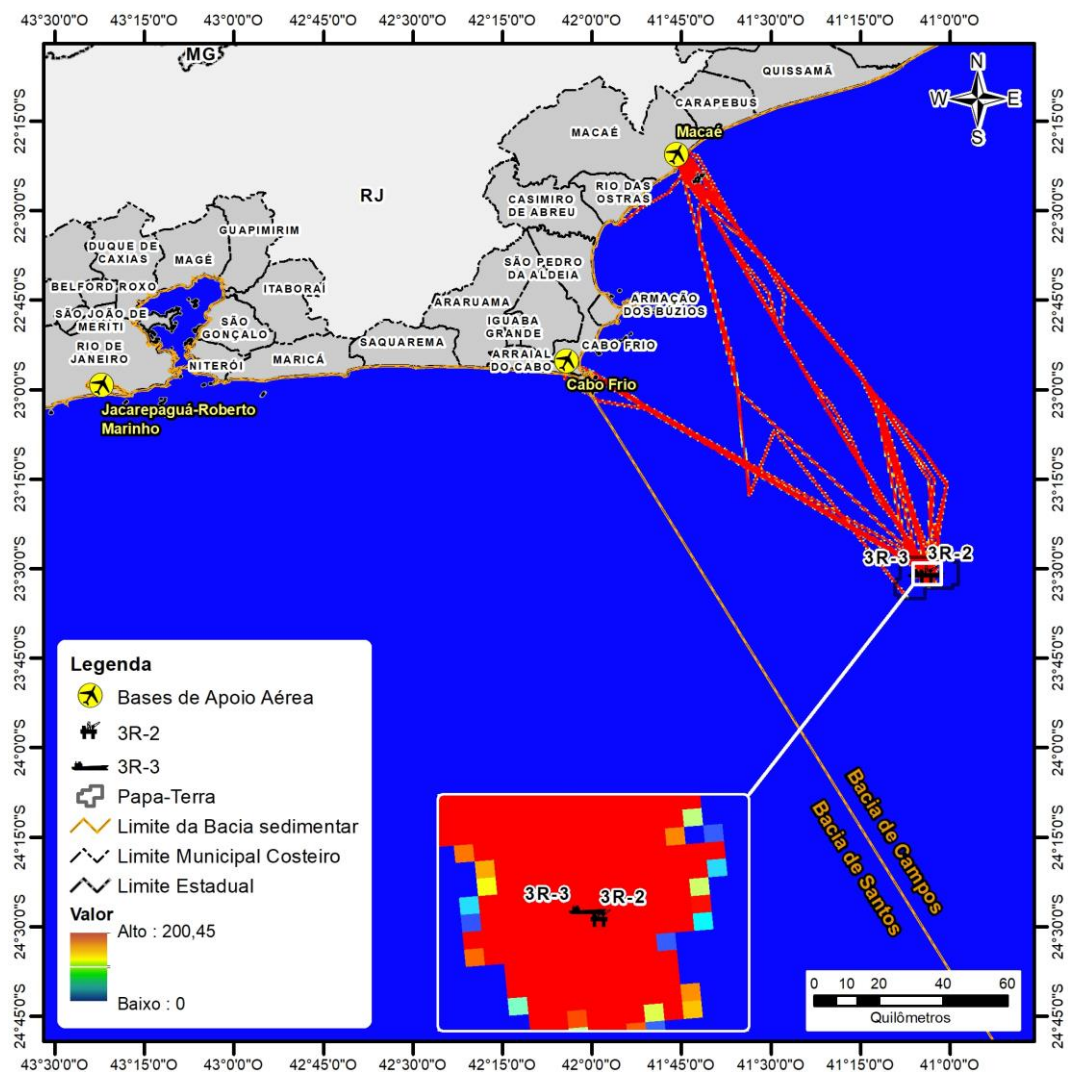 43°30'0"W 43°15'0"W 43°0'0"W 42°45'0"W 42°30'0"W 42°15'0"W 42°0'0"W 41°45'0"W 41°30'0"W 41°15'0"W 41°0'0"W
MG
N
W E
S
QUISSAMÃ
CARAPEBUS
MACAÉ
Macaé
RJ
RIO DAS
OSTRAS
CASIMIRO
DE ABREU
GUAPIMIRIM
DUQUE DE
CAXIAS
MAGÉ
SÃO PEDRO
DA ALDEIA
BELFORD ROXO
ITABORAÍ
ARARUAMA
ARMAÇÃO
DOS BÚZIOS
SÃO JOÃO DE
MERITI
SÃO
GONÇALO
IGUABA
GRANDE
RIO DE
JANEIRO
NITERÓI
MARICÁ
SAQUAREMA
ARRAIAL
DO CABO
CABO FRIO
Cabo Frio
Jacarepaguá-Roberto
Marinho
3R-3 3R-2
22°15'0"S 22°15'0"S
22°30'0"S 22°30'0"S
22°45'0"S 22°45'0"S
23°0'0"S 23°0'0"S
23°15'0"S 23°15'0"S
23°30'0"S 23°30'0"S
23°45'0"S 23°45'0"S
24°0'0"S 24°0'0"S
24°15'0"S 24°15'0"S
24°30'0"S 24°30'0"S
24°45'0"S 24°45'0"S
Legenda
Bases de Apoio Aérea
3R-2
3R-3
Papa-Terra
Limite da Bacia sedimentar
Limite Municipal Costeiro
Limite Estadual
Valor
Alto : 200,45
Baixo : 0
3R-3 3R-2
Bacia de Campos
Bacia de Santos
0 10 20 40 60
Quilômetros
43°30'0"W 43°15'0"W 43°0'0"W 42°45'0"W 42°30'0"W 42°15'0"W 42°0'0"W 41°45'0"W 41°30'0"W 41°15'0"W 41°0'0"W